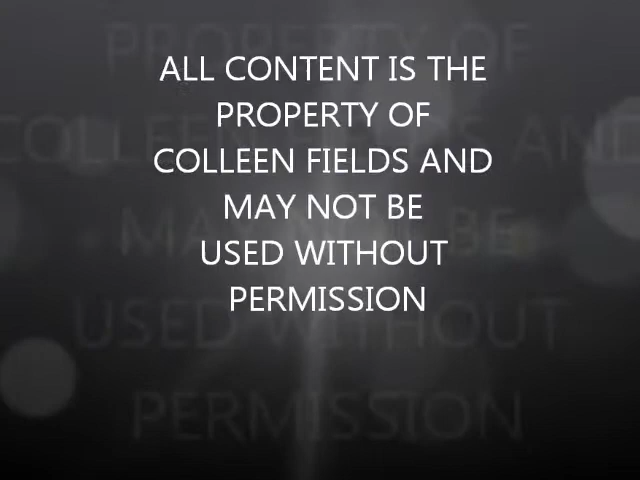 ALL CONTENT IS THE
PROPERTY OF
COLLEEN FIELDS AND
MAY NOT BE
USED WITHOUT
PERMISSION